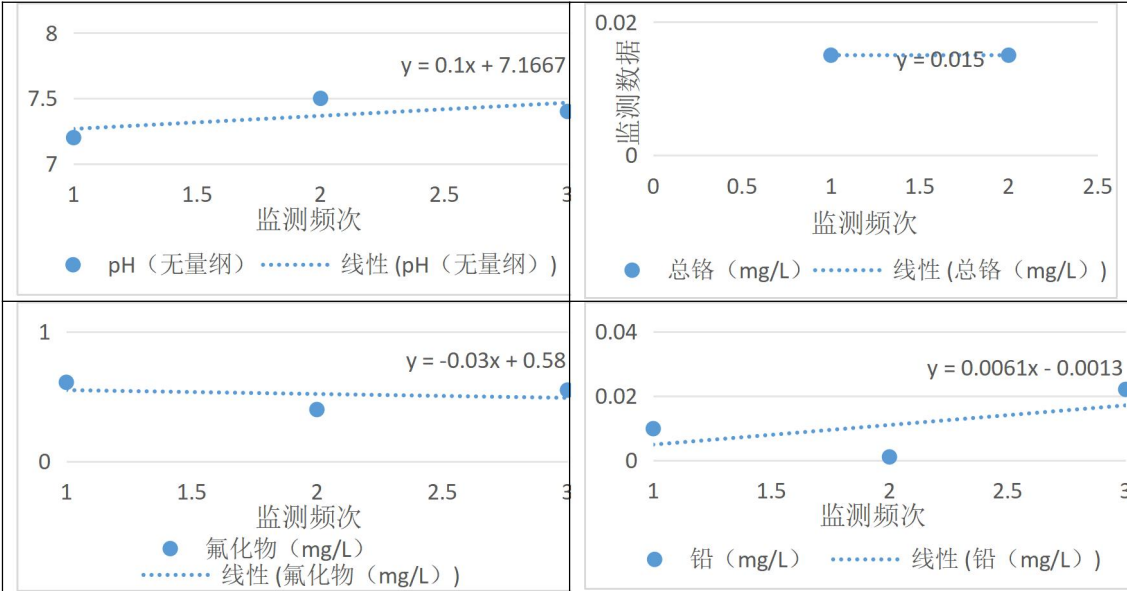 8
y = 0.1x + 7.1667
7.5
7
1 1.5 2 2.5 3
监测频次
pH（无量纲） 线性 (pH（无量纲）)
0.02
y = 0.015
监测数据
0
0 0.5 1 1.5 2 2.5
监测频次
总铬（mg/L） 线性 (总铬（mg/L）)
1
y = -0.03x + 0.58
0
1 1.5 2 2.5 3
监测频次
氟化物（mg/L）
线性 (氟化物（mg/L）)
0.04
y = 0.0061x - 0.0013
0.02
0
1 1.5 2 2.5 3
监测频次
铅（mg/L） 线性 (铅（mg/L）)